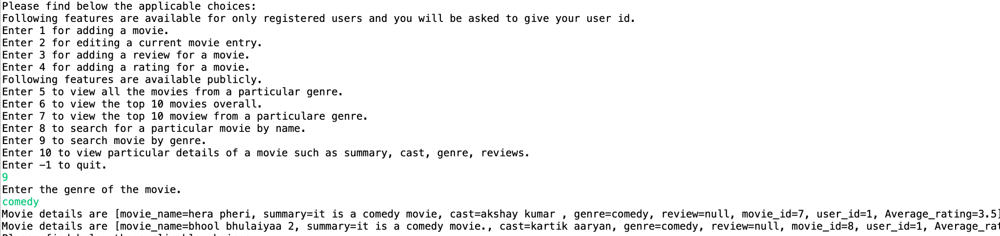 Please find below the applicable choices:
Following features are available for only registered users and you will be asked to give your user id.
Enter 1 for adding a movie.
Enter 2 for editing a current movie entry.
Enter 3 for adding a review for a movie.
Enter 4 for adding a rating for a movie.
Following features are available publicly.
Enter 5 to view all the movies from a particular genre.
Enter 6 to view the top 10 movies overall.
Enter 7 to view the top 10 moview from a particulare genre.
Enter 8 to search for a particular movie by name.
Enter 9 to search movie by genre.
Enter 10 to view particular details of a movie such as summary, cast, genre, reviews.
Enter -1 to quit.
9
Enter the genre of the movie.
comedy
Movie details are [movie_name=hera pheri, summary=it is a comedy movie, cast=akshay kumar , genre=comedy, review=null, movie_id=7, user_id=1, Average_rating=3.5]
Movie details are [movie_name=bhool bhulaiyaa 2, summary=it is a comedy movie., cast=kartik aaryan, genre=comedy, review=null, movie_id=8, user_id=1, Average_rat